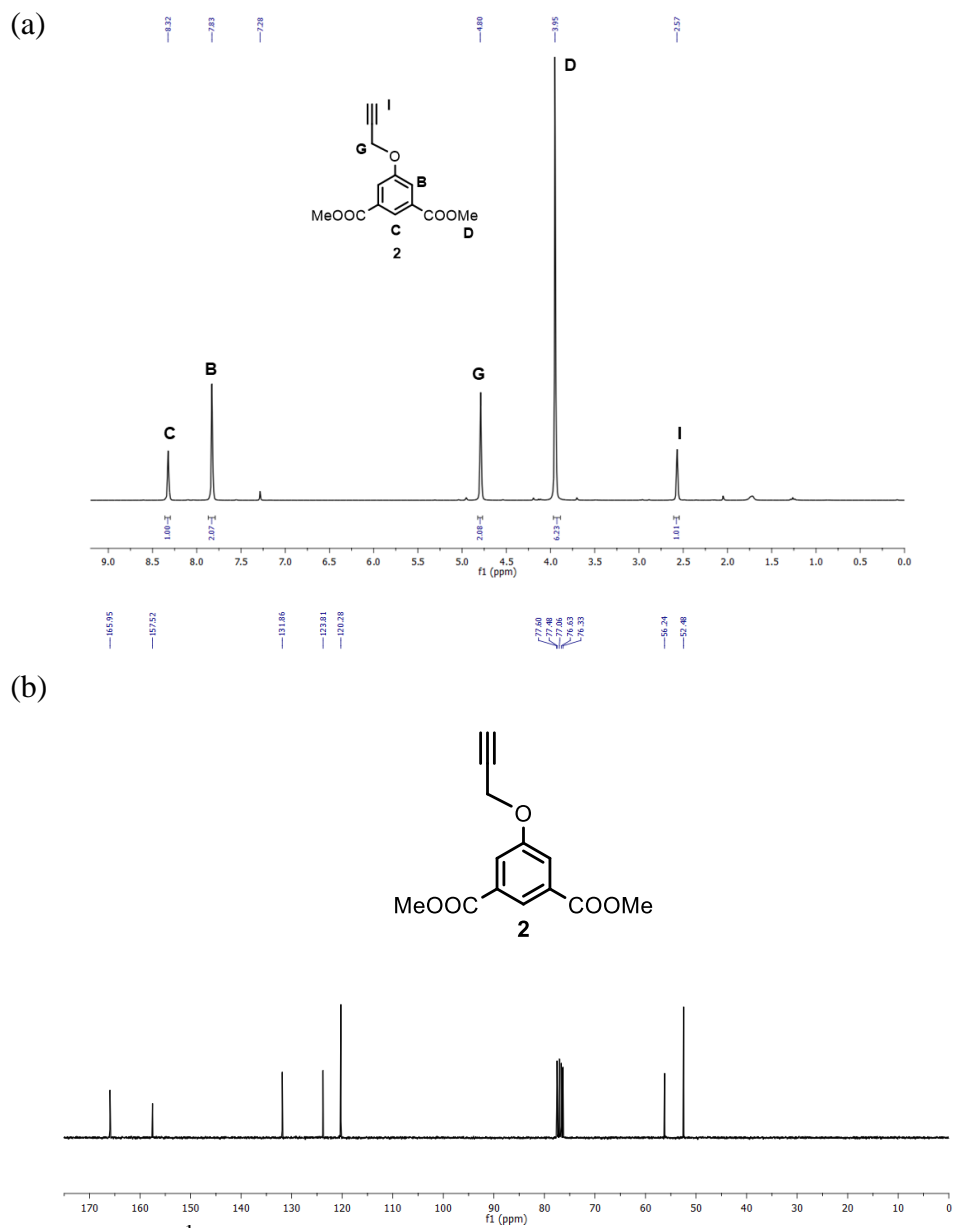 (a)
8.32 7.83 7.28 4.80 3.95 2.57
D
I
G
O
B
MeOOC COOMe
C D
2
B
G
C I
1.00 2.07 2.08 6.23 1.01
9.0 8.5 8.0 7.5 7.0 6.5 6.0 5.5 5.0 4.5 4.0 3.5 3.0 2.5 2.0 1.5 1.0 0.5 0.0
f1 (ppm)
165.95 157.52 131.86 123.81 120.28 77.60 77.48 77.06 76.63 76.33 56.24 52.48
(b)
O
MeOOC COOMe
2
170 160 150 140 130 120 110 100 90 80 70 60 50 40 30 20 10 0
f1 (ppm)
1